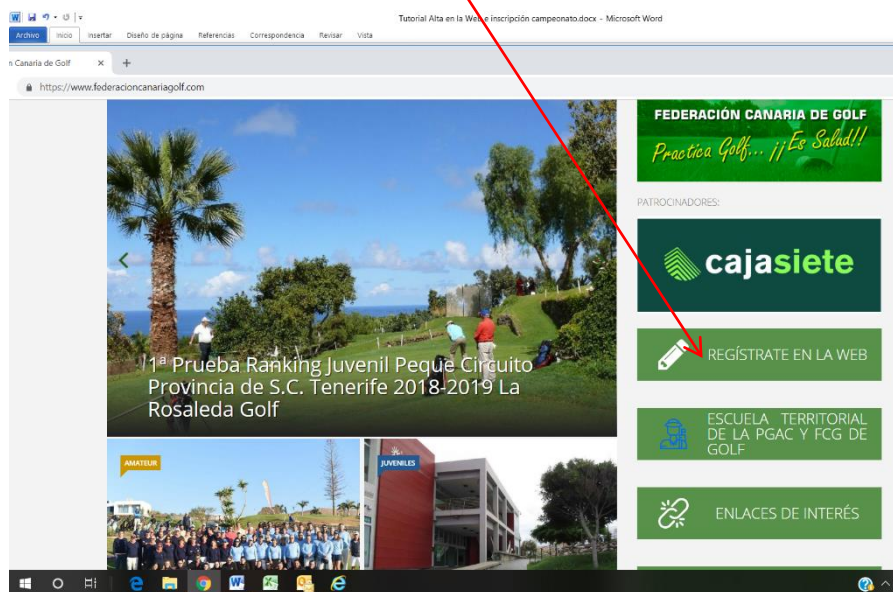 Tutorial Alta en la Web e inscripción campeonato.docx - Microsoft Word
Archivo Inicio Insertar Diseño de página Referencias Correspondencia Revisar Vista
n Canaria de Golf × +
https://www.federacioncanariagolf.com
FEDERACIÓN CANARIA DE GOLF
Practica Golf... ¡¡Es Salud!!
PATROCINADORES:
cajasiete
1ª Prueba Ranking Juvenil Peque Circuito
Provincia de S.C. Tenerife 2018-2019 La
Rosaleda Golf
REGÍSTRATE EN LA WEB
ESCUELA TERRITORIAL
DE LA PGAC Y FCG DE
GOLF
AMATEUR
JUVENILES
ENLACES DE INTERÉS